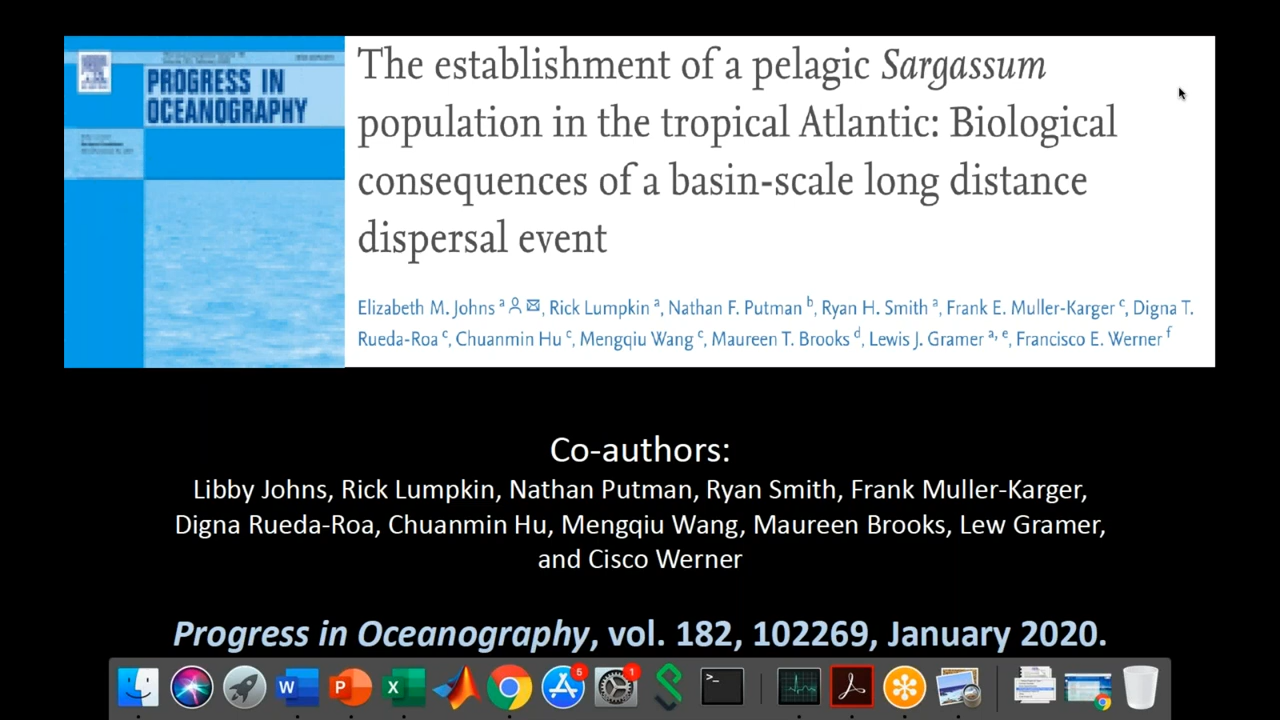 PROGRESS IN
OCEANOGRAPHY
The establishment of a pelagic Sargassum
population in the tropical Atlantic: Biological
consequences of a basin-scale long distance
dispersal event
Elizabeth M. Johns a, Rick Lumpkin a, Nathan F. Putman b, Ryan H. Smith a, Frank E. Muller-Karger c, Digna T.
Rueda-Roa c, Chuanmin Hu c, Mengqiu Wang c, Maureen T. Brooks d, Lewis J. Gramer a, e, Francisco E. Werner f
Co-authors:
Libby Johns, Rick Lumpkin, Nathan Putman, Ryan Smith, Frank Muller-Karger,
Digna Rueda-Roa, Chuanmin Hu, Mengqiu Wang, Maureen Brooks, Lew Gramer,
and Cisco Werner
Progress in Oceanography, vol. 182, 102269, January 2020.
W P X 5 1 >_